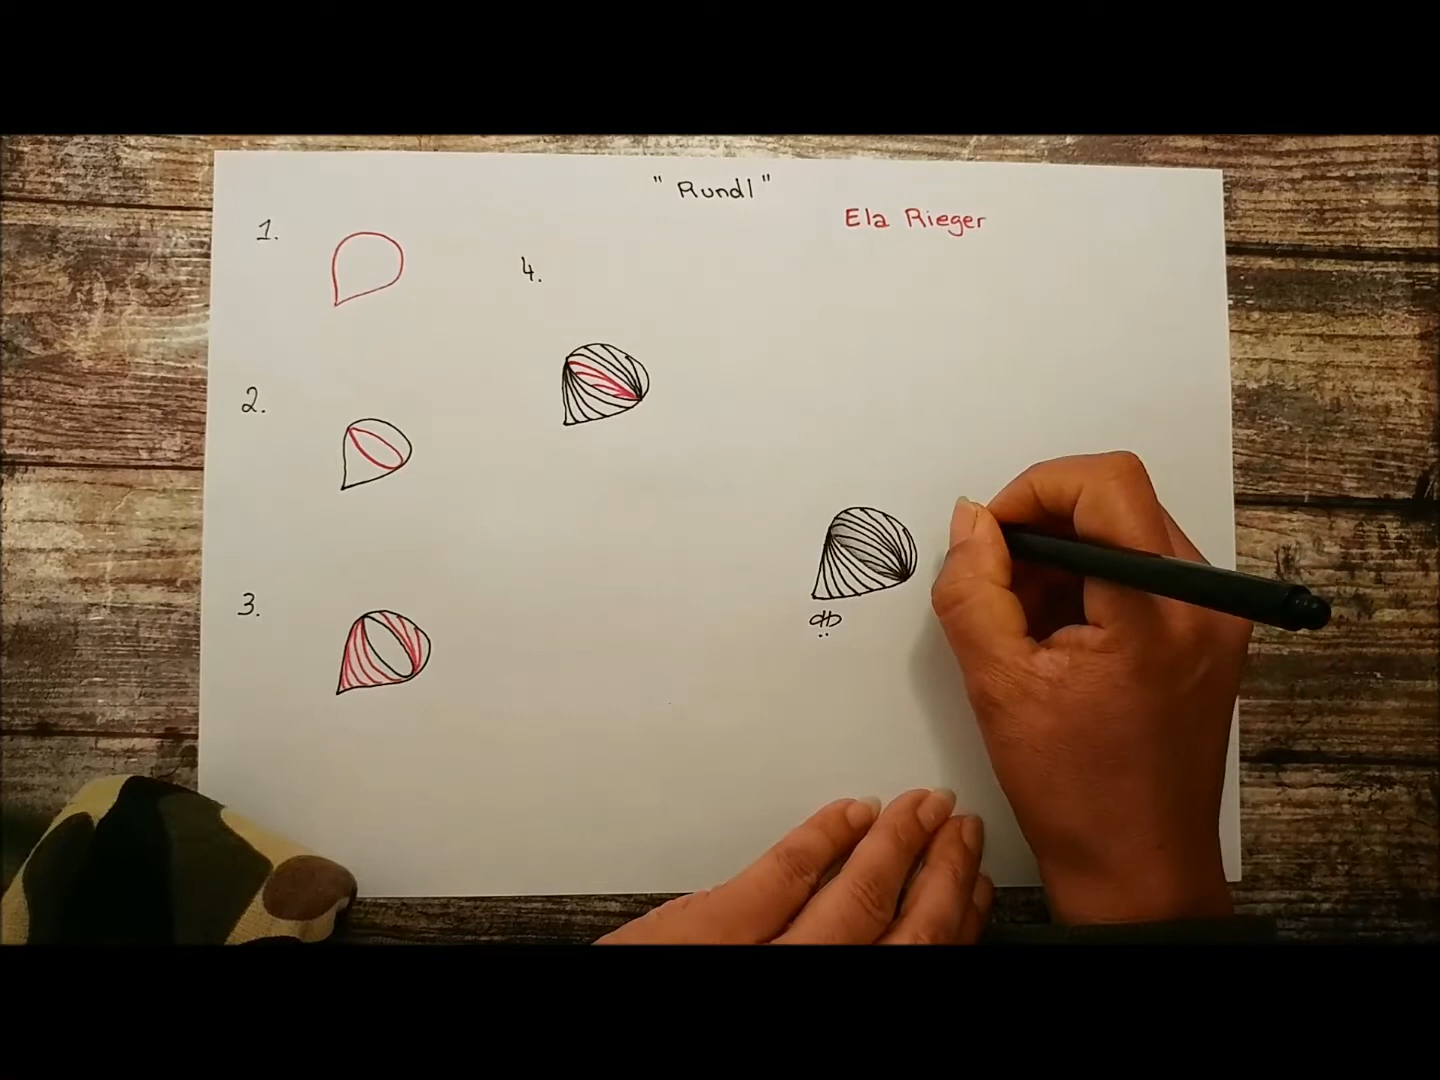 "Rundl"
Ela Rieger
1.
2.
3.
4.